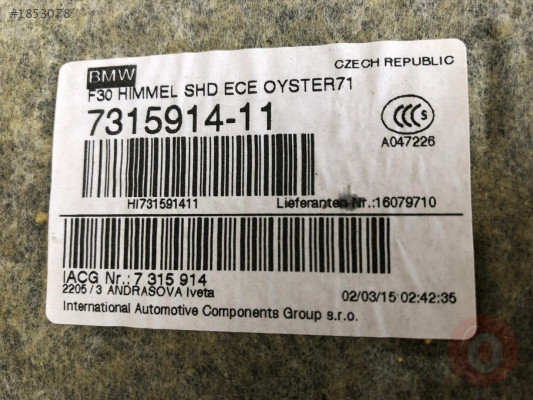 #1853078
BMW
CZECH REPUBLIC
F30 HIMMEL SHD ECE OYSTER71
7315914-11
CCC S
A047226
HI731591411
Lieferanten Nr.:16079710
IACG Nr.: 7 315 914
2205 / 3 ANDRASOVA Iveta
02/03/15 02:42:35
International Automotive Components Group s.r.o.